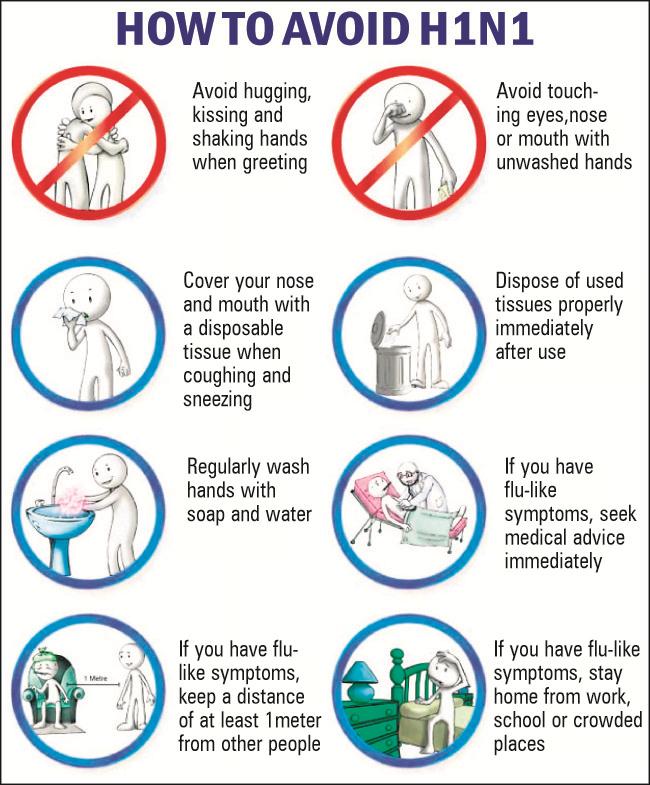 HOW TO AVOID H1N1
Avoid hugging,
kissing and
shaking hands
when greeting
Avoid touch-
ing eyes,nose
or mouth with
unwashed hands
Cover your nose
and mouth with
a disposable
tissue when
coughing and
sneezing
Dispose of used
tissues properly
immediately
after use
Regularly wash
hands with
soap and water
If you have
flu-like
symptoms, seek
medical advice
immediately
1 Metre
If you have flu-
like symptoms,
keep a distance
of at least 1meter
from other people
If you have flu-like
symptoms, stay
home from work,
school or crowded
places